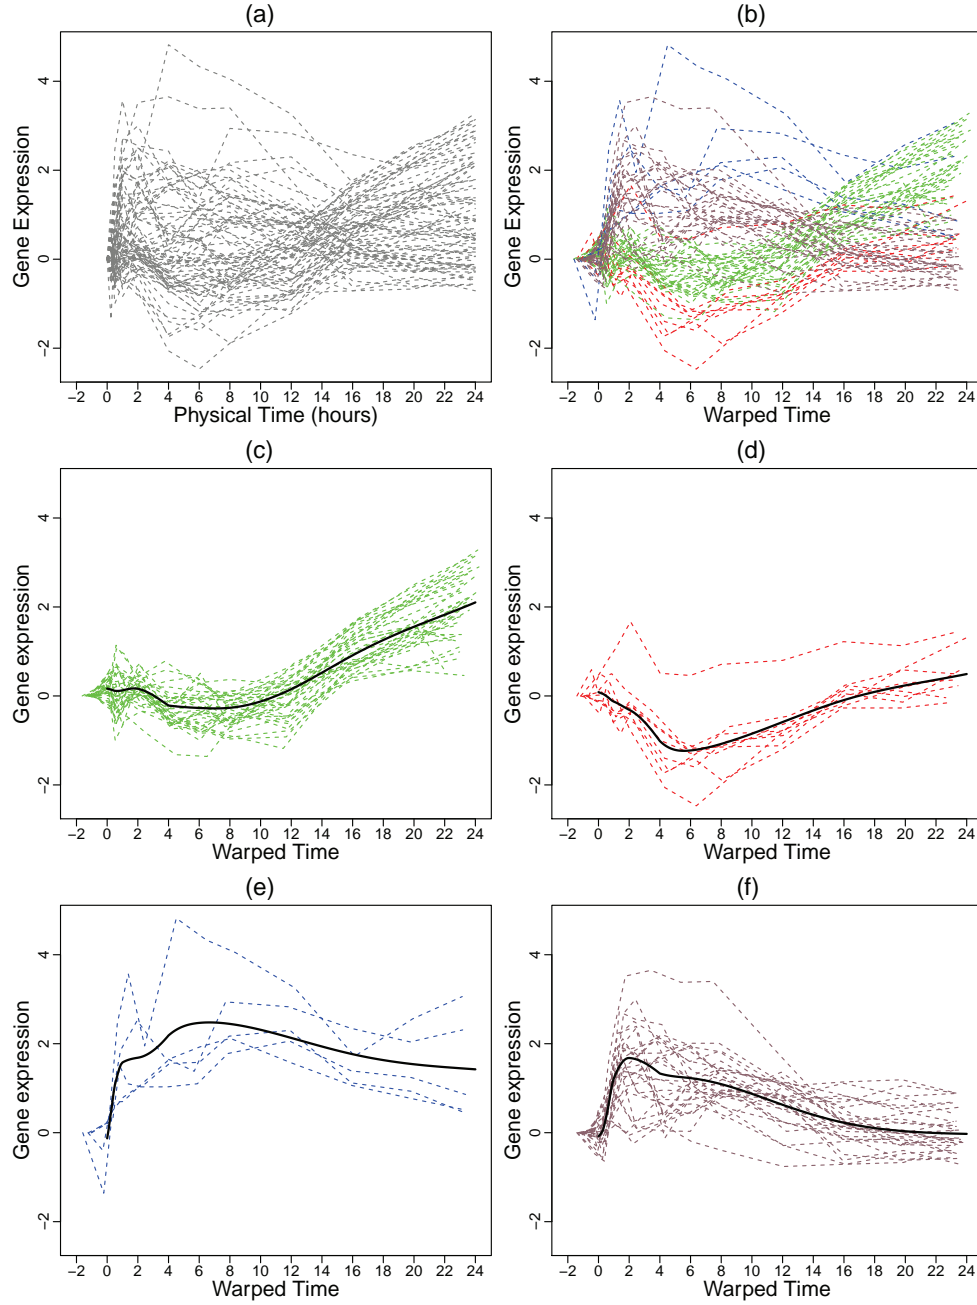 (a)
(b)
Gene Expression
−2 0 2 4
−2 0 2 4 6 8 10 12 14 16 18 20 22 24
Physical Time (hours)
Gene Expression
−2 0 2 4
−2 0 2 4 6 8 10 12 14 16 18 20 22 24
Warped Time
(c)
(d)
Gene expression
−2 0 2 4
−2 0 2 4 6 8 10 12 14 16 18 20 22 24
Warped Time
Gene expression
−2 0 2 4
−2 0 2 4 6 8 10 12 14 16 18 20 22 24
Warped Time
(e)
(f)
Gene expression
−2 0 2 4
−2 0 2 4 6 8 10 12 14 16 18 20 22 24
Warped Time
Gene expression
−2 0 2 4
−2 0 2 4 6 8 10 12 14 16 18 20 22 24
Warped Time